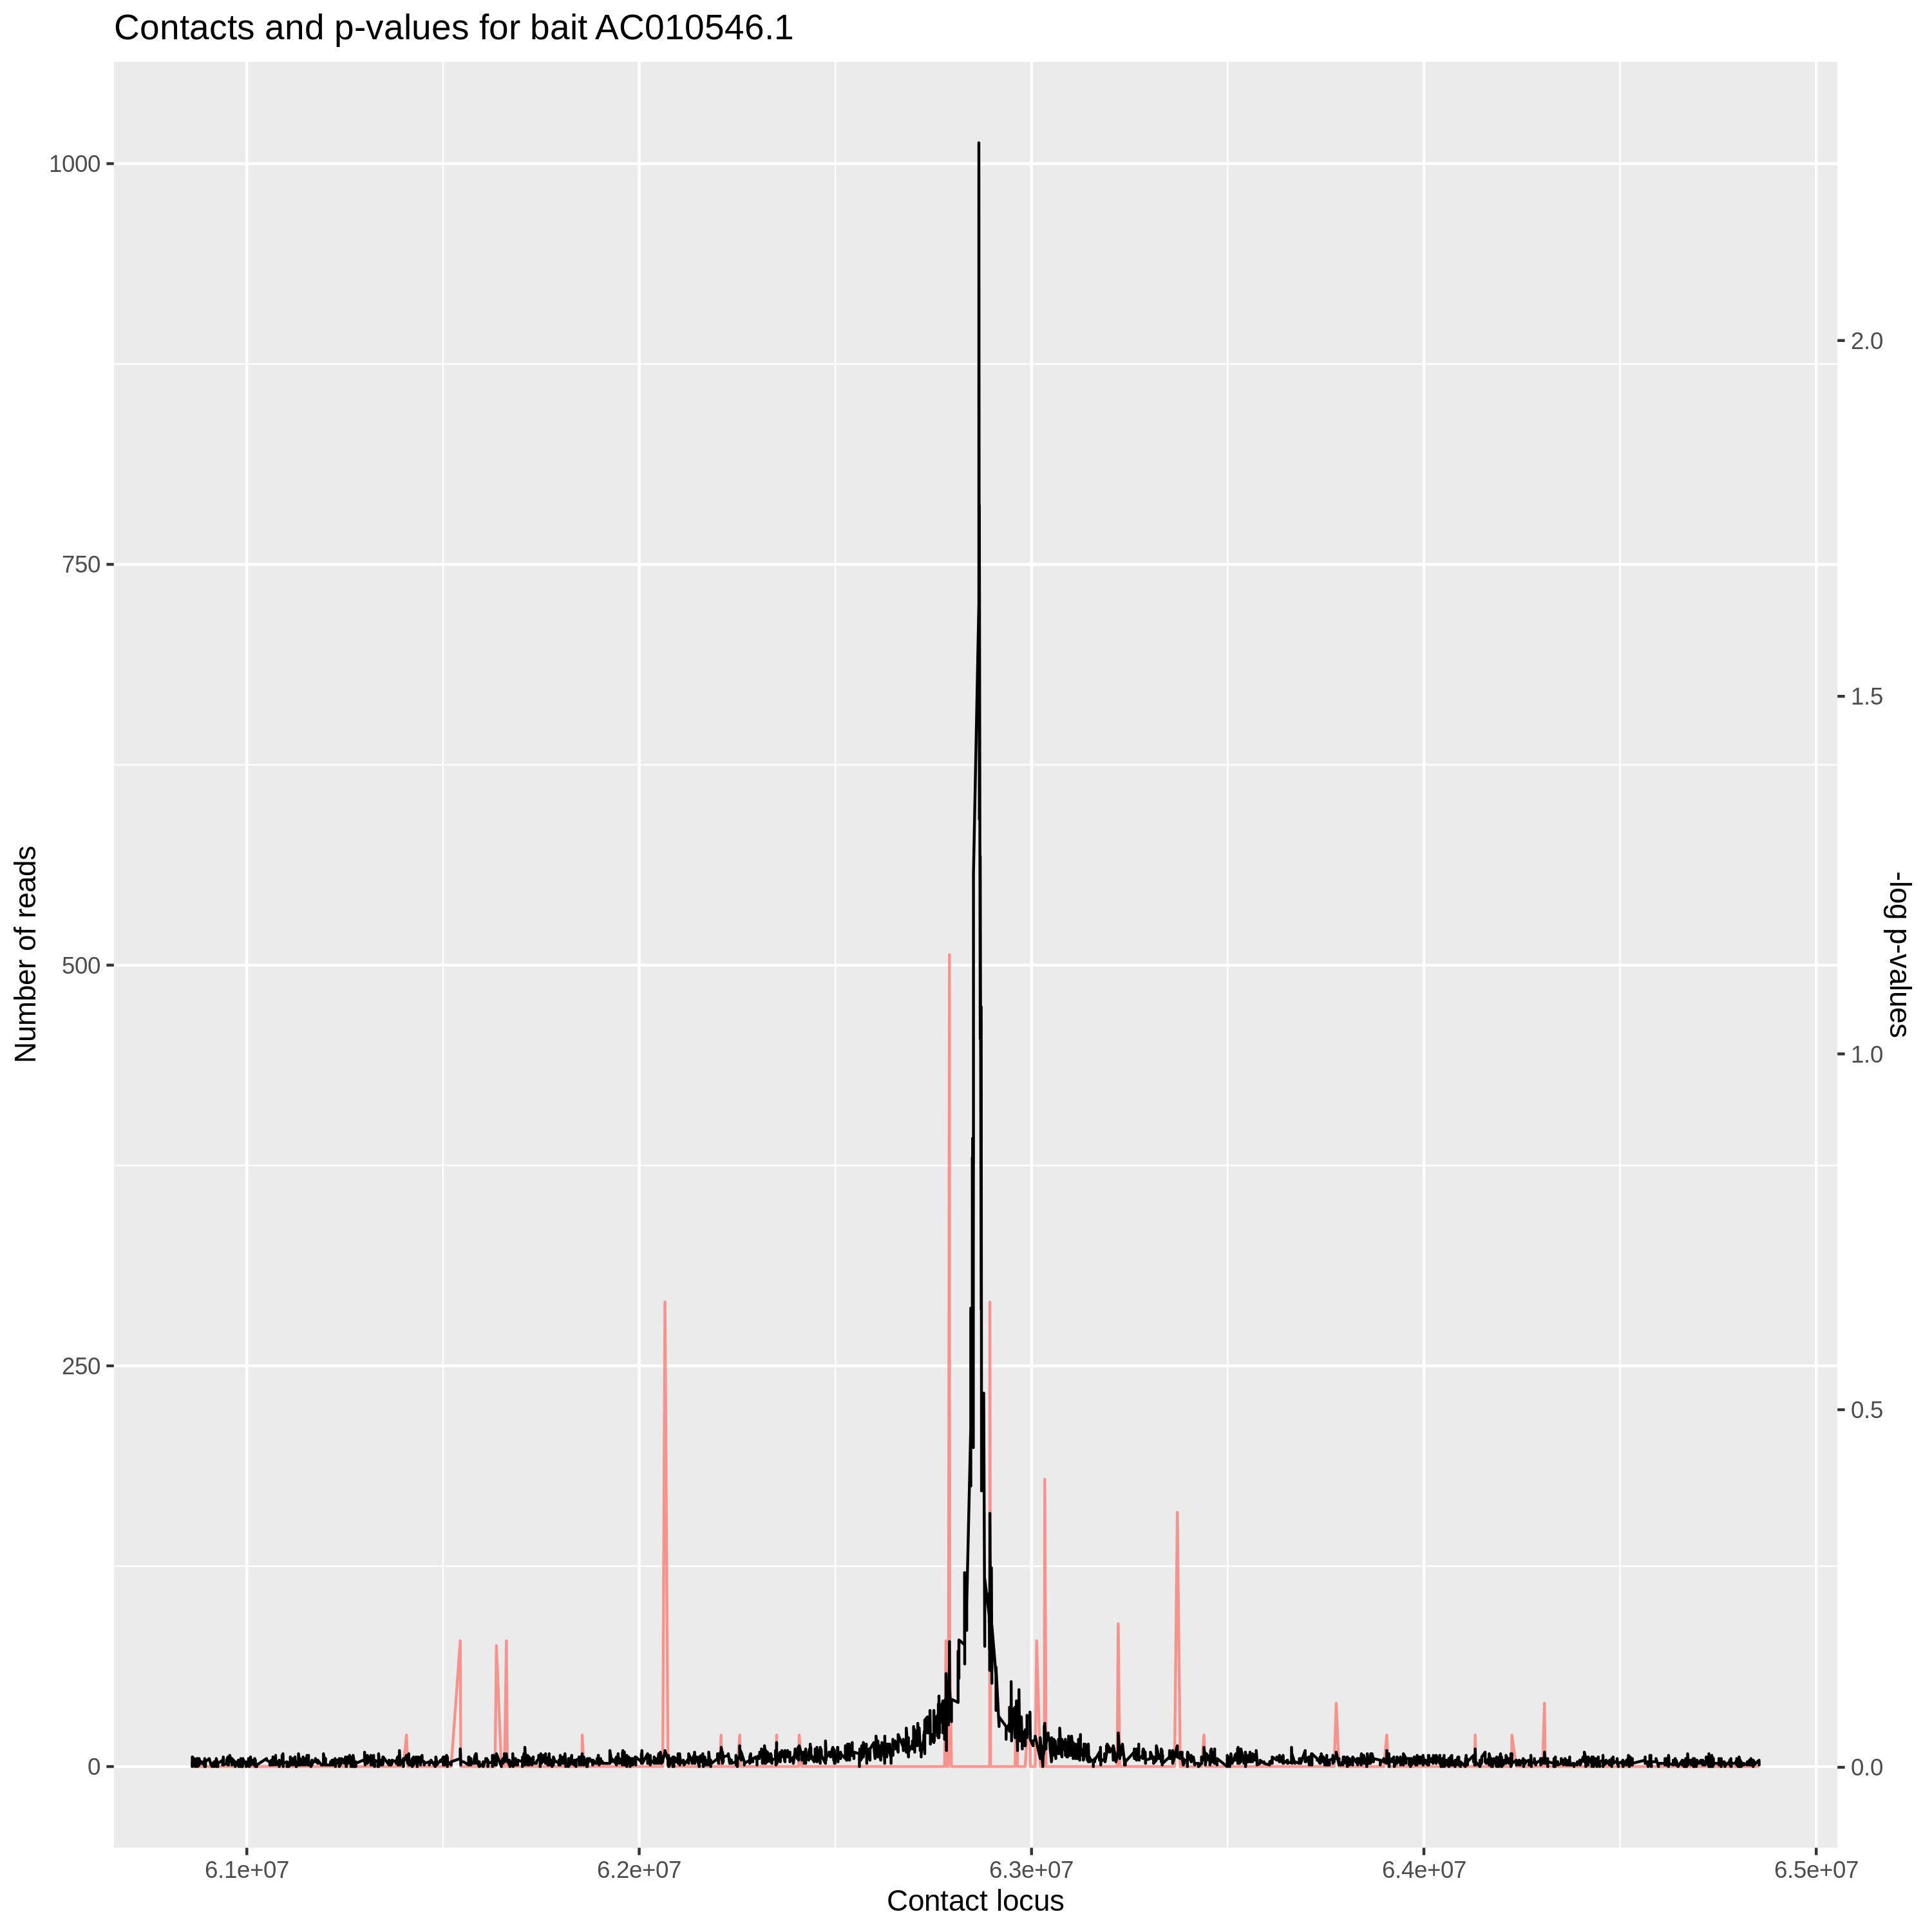 Contacts and p-values for bait AC010546.1
1000
750
500
250
0
Number of reads
2.0
1.5
1.0
0.5
0.0
-log p-values
6.1e+07
6.2e+07
6.3e+07
6.4e+07
6.5e+07
Contact locus